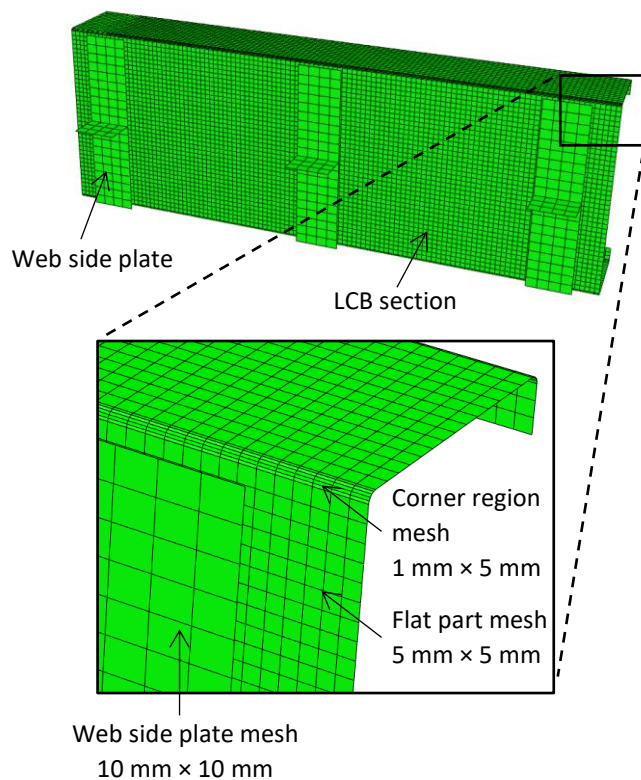 Web side plate
LCB section
Corner region
mesh
1 mm × 5 mm
Flat part mesh
5 mm × 5 mm
Web side plate mesh
10 mm × 10 mm